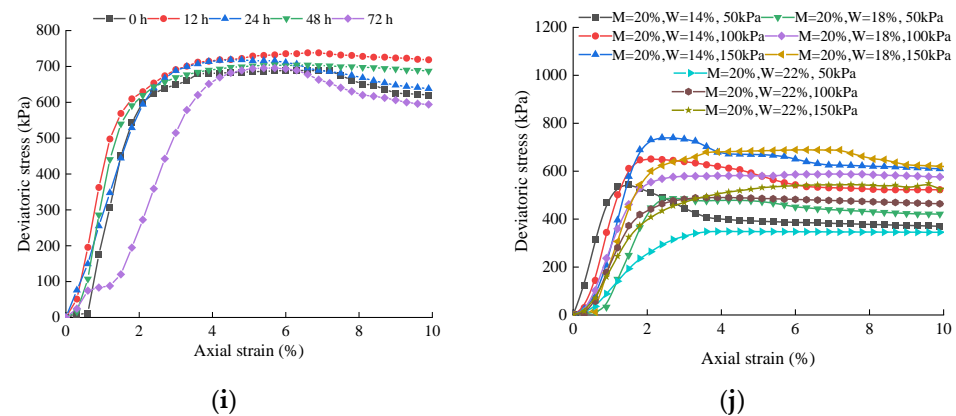 0 h 12 h 24 h 48 h 72 h
800
700
600
500
400
300
200
100
0
Deviatoric stress (kPa)
0 2 4 6 8 10
Axial strain (%)
(i)
M=20%,W=14%, 50kPa M=20%,W=18%, 50kPa
M=20%,W=14%,100kPa M=20%,W=18%,100kPa
M=20%,W=14%,150kPa M=20%,W=18%,150kPa
M=20%,W=22%, 50kPa
M=20%,W=22%,100kPa
M=20%,W=22%,150kPa
1200
1000
800
600
400
200
0
Deviatoric stress (kPa)
0 2 4 6 8 10
Axial strain (%)
(j)